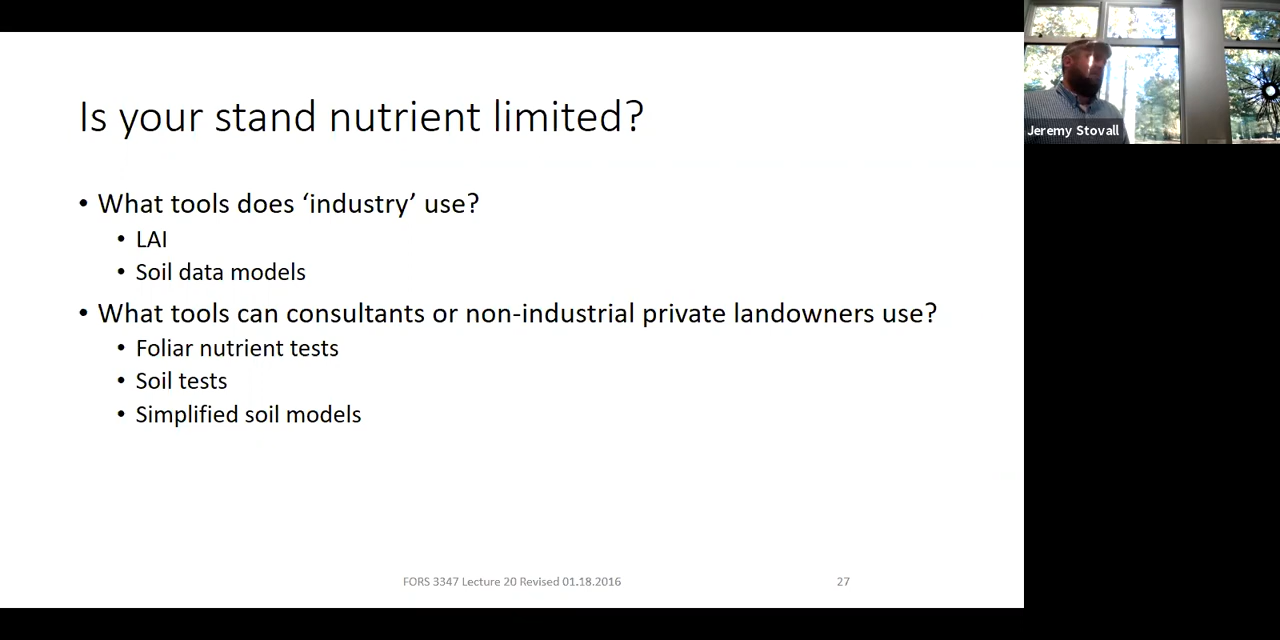 Is your stand nutrient limited?
• What tools does ‘industry’ use?
• LAI
• Soil data models
• What tools can consultants or non-industrial private landowners use?
• Foliar nutrient tests
• Soil tests
• Simplified soil models
FORS 3347 Lecture 20 Revised 01.18.2016
27
Jeremy Stovall